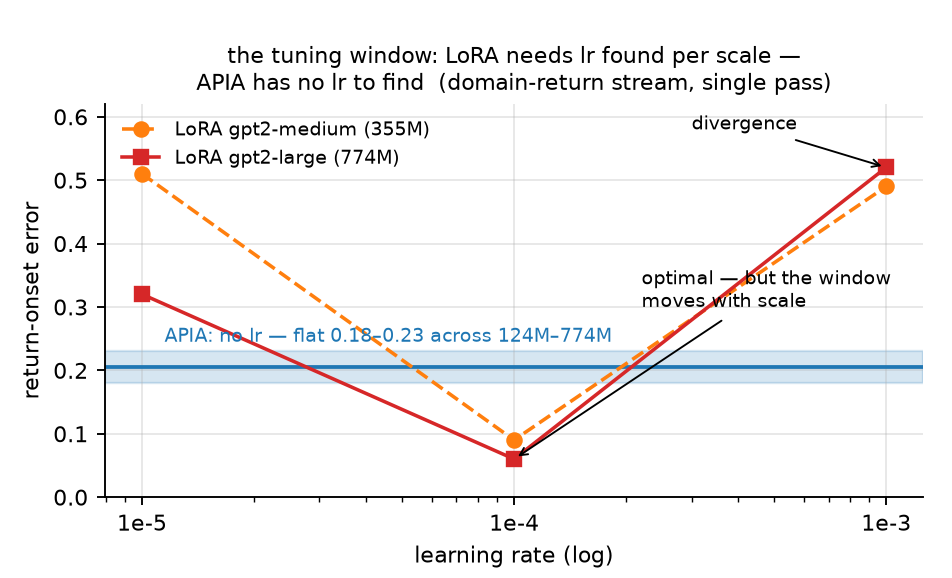 the tuning window: LoRA needs lr found per scale —
APIA has no lr to find  (domain-return stream, single pass)
LoRA gpt2-medium (355M)
LoRA gpt2-large (774M)
divergence
optimal — but the window
moves with scale
APIA: no lr — flat 0.18–0.23 across 124M–774M
return-onset error
0.6
0.5
0.4
0.3
0.2
0.1
0.0
1e-5
1e-4
1e-3
learning rate (log)